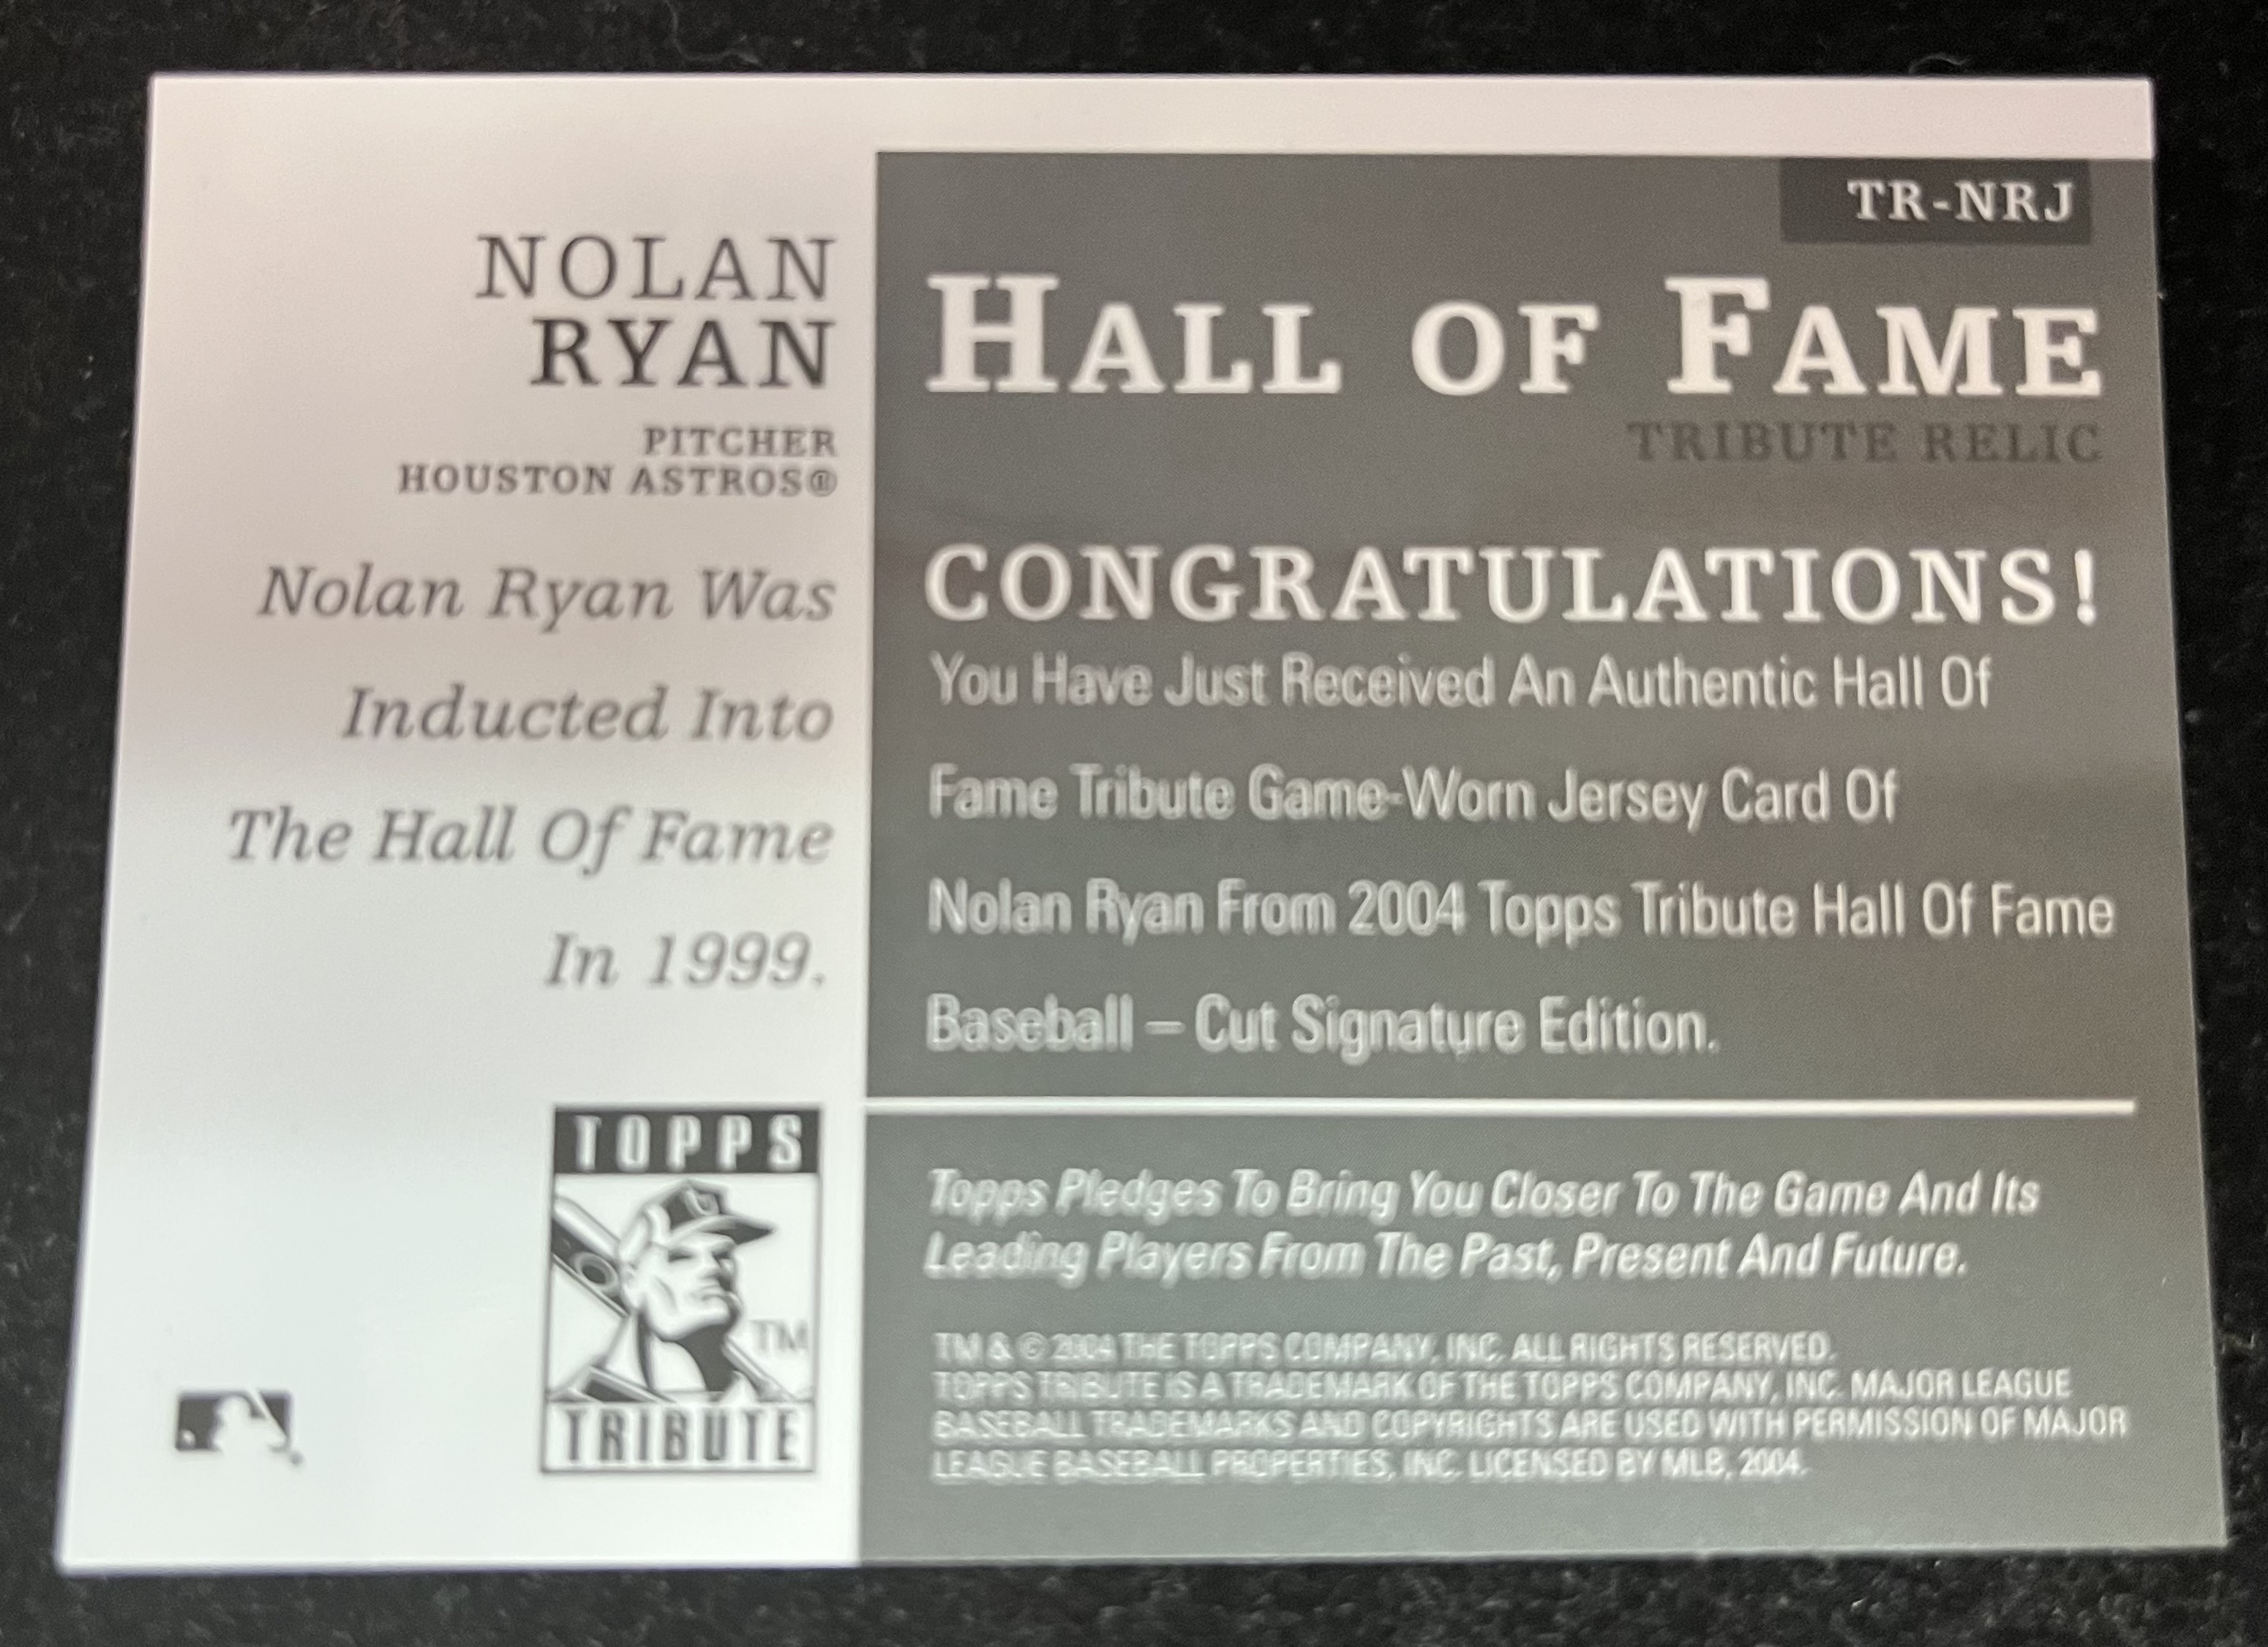 NOLAN
RYAN
PITCHER
HOUSTON ASTROS®
Nolan Ryan Was
Inducted Into
The Hall Of Fame
In 1999.
TOPPS
TM
TRIBUTE
TR-NRJ
HALL OF FAME
TRIBUTE RELIC
CONGRATULATIONS!
You Have Just Received An Authentic Hall Of
Fame Tribute Game-Worn Jersey Card Of
Nolan Ryan From 2004 Topps Tribute Hall Of Fame
Baseball – Cut Signature Edition.
Topps Pledges To Bring You Closer To The Game And Its
Leading Players From The Past, Present And Future.
TM & © 2004 THE TOPPS COMPANY, INC. ALL RIGHTS RESERVED.
TOPPS TRIBUTE IS A TRADEMARK OF THE TOPPS COMPANY, INC. MAJOR LEAGUE
BASEBALL TRADEMARKS AND COPYRIGHTS ARE USED WITH PERMISSION OF MAJOR
LEAGUE BASEBALL PROPERTIES, INC. LICENSED BY MLB, 2004.